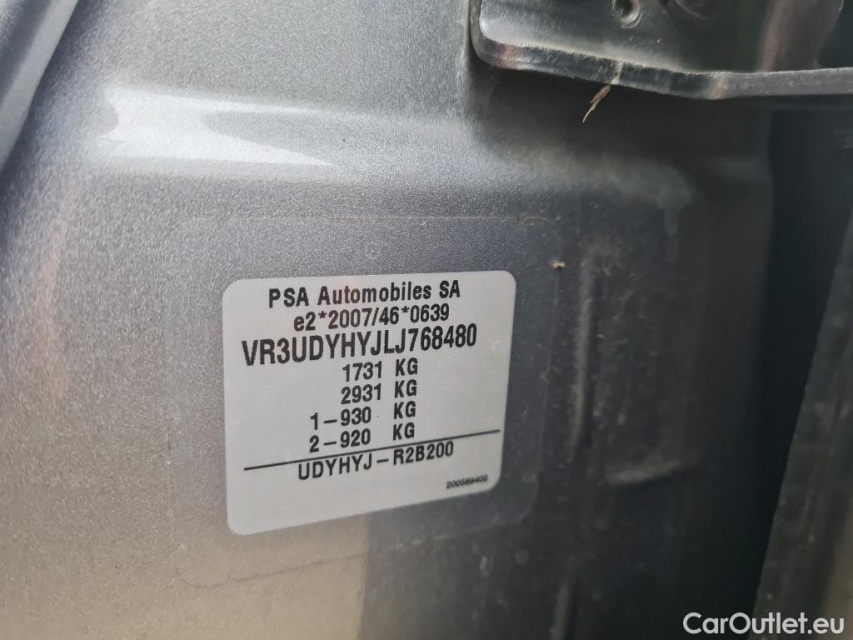 PSA Automobiles SA
e2*2007/46*0639
VR3UDYHYJLJ768480
1731 KG
2931 KG
1-930 KG
2-920 KG
UDYHYJ-R2B200
200589402
CarOutlet.eu